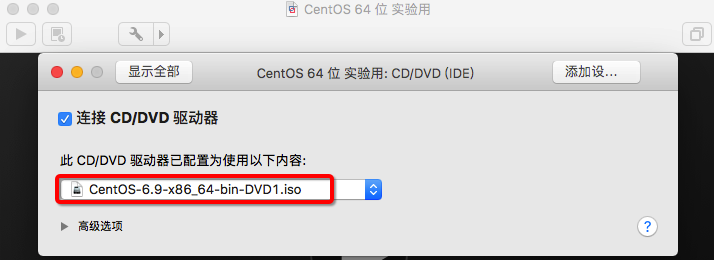 CentOS 64 位 实验用
显示全部
CentOS 64 位 实验用: CD/DVD (IDE)
添加设...
连接 CD/DVD 驱动器
此 CD/DVD 驱动器已配置为使用以下内容:
CentOS-6.9-x86_64-bin-DVD1.iso
高级选项
?